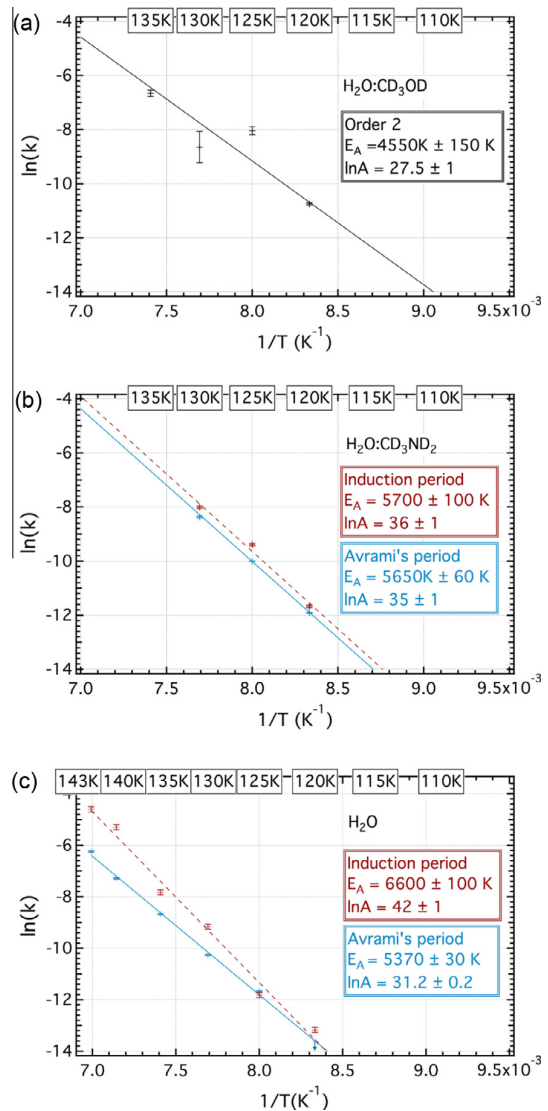 (a)
135K 130K 125K 120K 115K 110K
-4
-6
-8
-10
-12
-14
ln(k)
H2O:CD3OD
Order 2
EA =4550K ± 150 K
lnA = 27.5 ± 1
7.0 7.5 8.0 8.5 9.0 9.5x10-3
1/T (K-1)
(b)
135K 130K 125K 120K 115K 110K
-4
-6
-8
-10
-12
-14
ln(k)
H2O:CD3ND2
Induction period
EA = 5700 ± 100 K
lnA = 36 ± 1
Avrami's period
EA = 5650K ± 60 K
lnA = 35 ± 1
7.0 7.5 8.0 8.5 9.0 9.5x10-3
1/T (K-1)
(c)
143K 140K 135K 130K 125K 120K 115K 110K
-6
-8
-10
-12
-14
ln(k)
H2O
Induction period
EA = 6600 ± 100 K
lnA = 42 ± 1
Avrami's period
EA = 5370 ± 30 K
lnA = 31.2 ± 0.2
7.0 7.5 8.0 8.5 9.0 9.5x10-3
1/T (K-1)